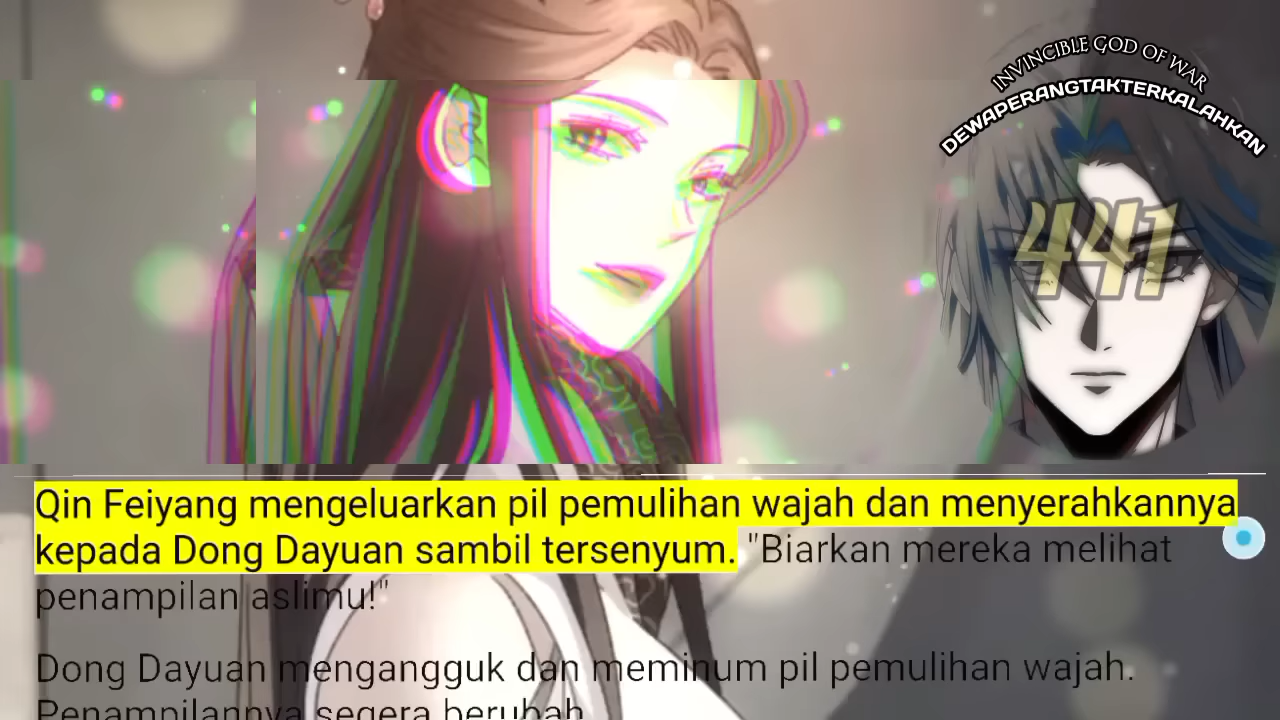 INVINCIBLE GOD OF WAR
DEWAPERANGTAKTERKALAHKAN
441
Qin Feiyang mengeluarkan pil pemulihan wajah dan menyerahkannya
kepada Dong Dayuan sambil tersenyum. "Biarkan mereka melihat
penampilan aslimu!"
Dong Dayuan mengangguk dan meminum pil pemulihan wajah.
Penampilannya segera berubah